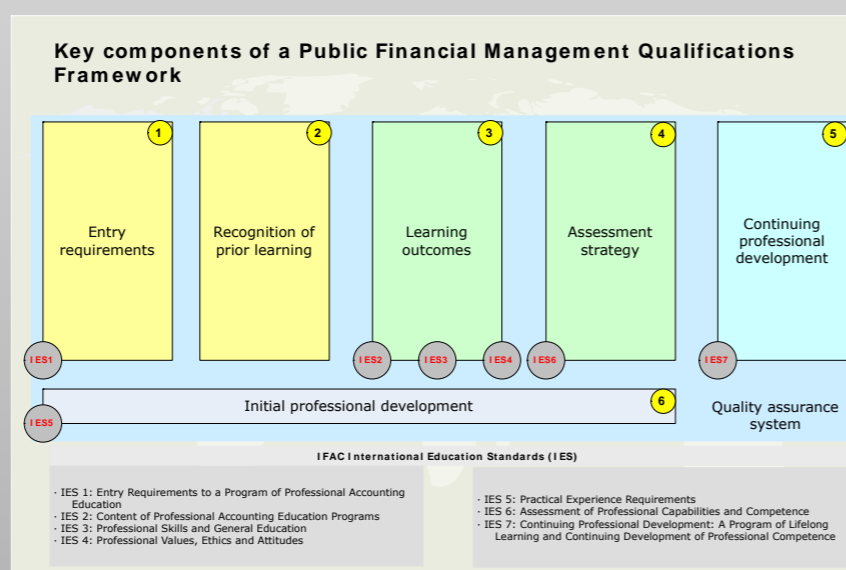 Key components of a Public Financial Management Qualifications
Framework
1
2
3
4
5
Entry
requirements
Recognition of
prior learning
Learning
outcomes
Assessment
strategy
Continuing
professional
development
IES1
IES2
IES3
IES4
IES6
IES7
Initial professional development
6
Quality assurance
system
IES5
IFAC International Education Standards (IES)
· IES 1: Entry Requirements to a Program of Professional Accounting
Education
· IES 2: Content of Professional Accounting Education Programs
· IES 3: Professional Skills and General Education
· IES 4: Professional Values, Ethics and Attitudes
· IES 5: Practical Experience Requirements
· IES 6: Assessment of Professional Capabilities and Competence
· IES 7: Continuing Professional Development: A Program of Lifelong
Learning and Continuing Development of Professional Competence